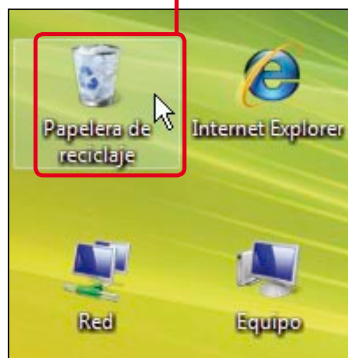 Papelera de
reciclaje
Internet Explorer
Red
Equipo